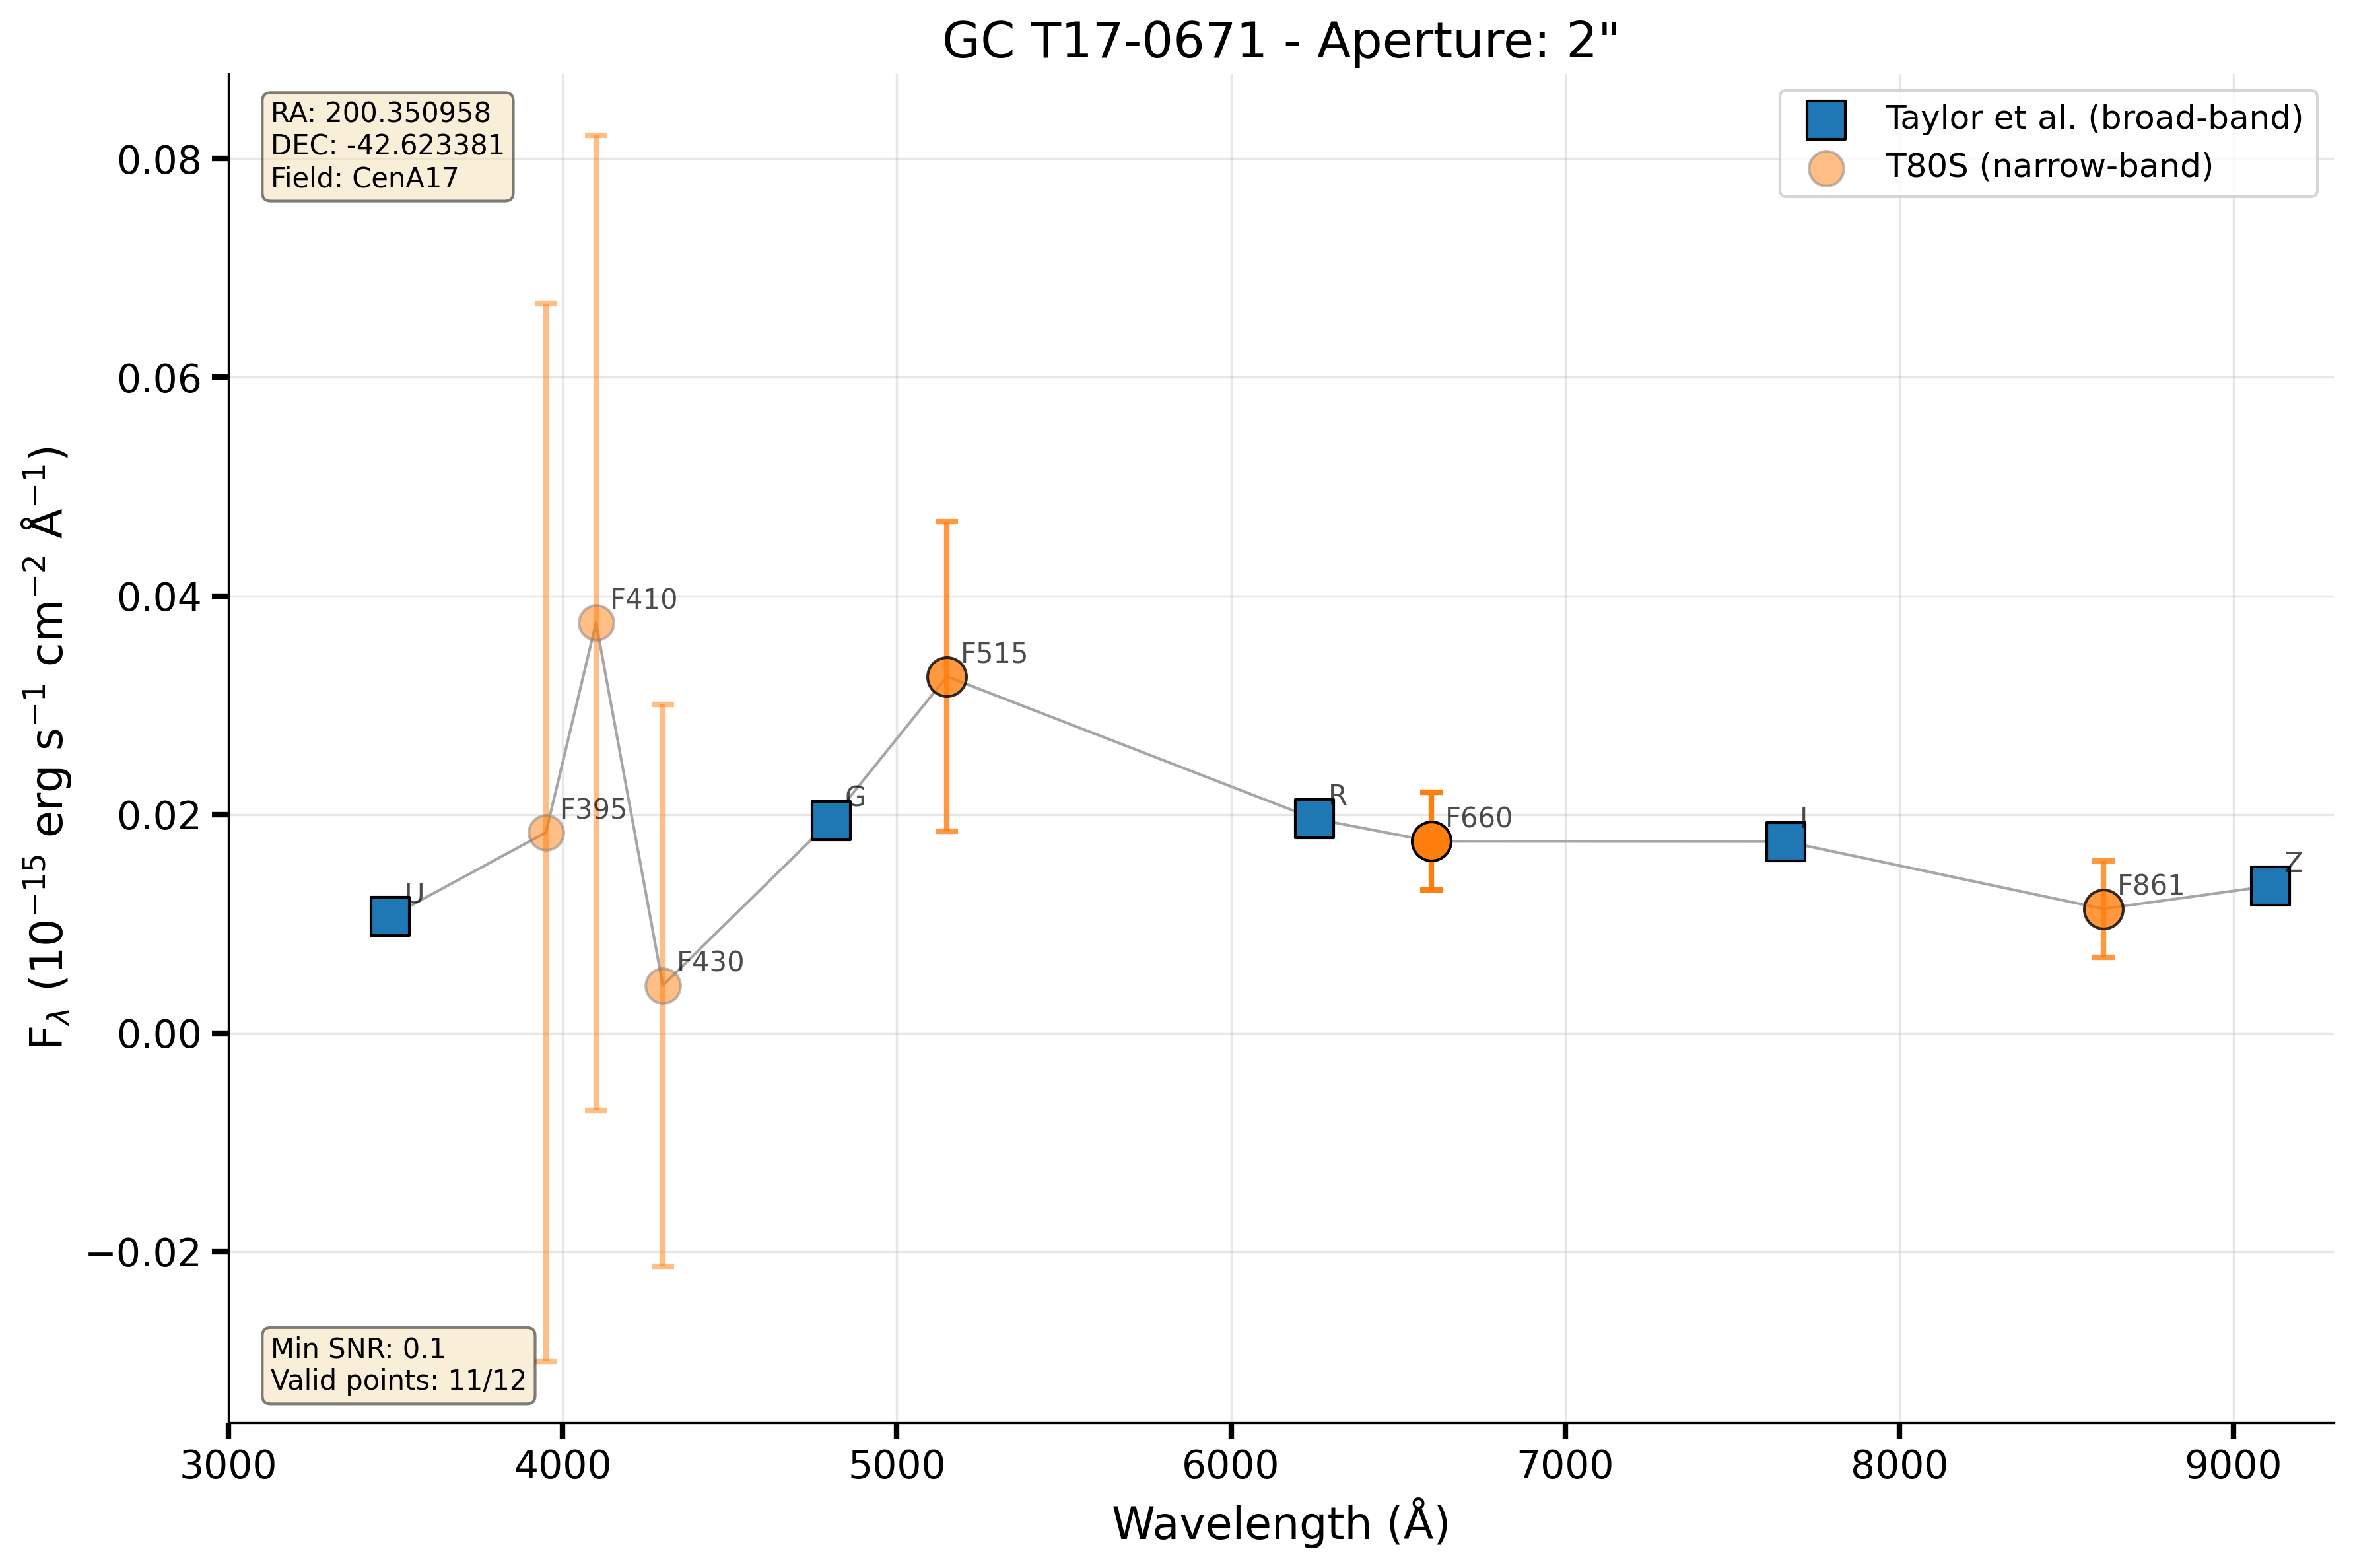 GC T17-0671 - Aperture: 2"
RA: 200.350958
DEC: -42.623381
Field: CenA17
Taylor et al. (broad-band)
T80S (narrow-band)
0.08
0.06
0.04
0.02
0.00
−0.02
F_λ (10⁻¹⁵ erg s⁻¹ cm⁻² Å⁻¹)
U
F395
F410
F430
G
F515
R
F660
I
F861
Z
Min SNR: 0.1
Valid points: 11/12
3000 4000 5000 6000 7000 8000 9000
Wavelength (Å)